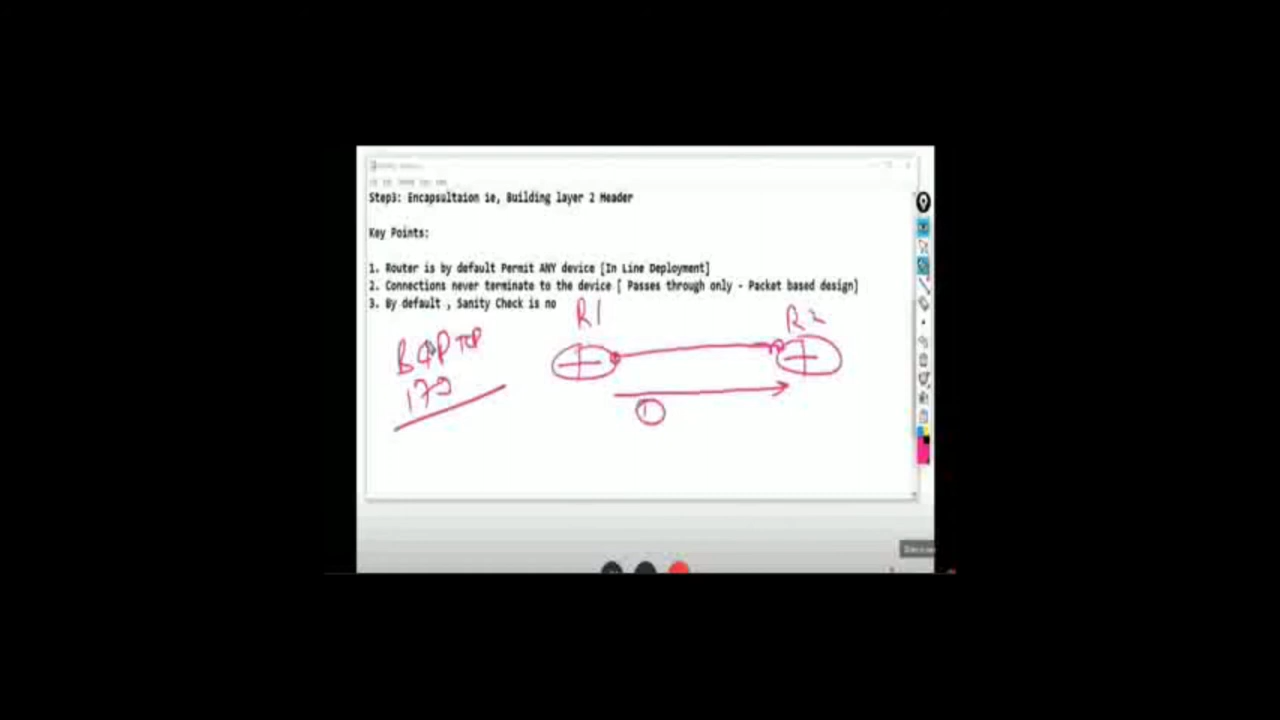 Step3: Encapsultaion ie, Building layer 2 Header
Key Points:
1. Router is by default Permit ANY device [In Line Deployment]
2. Connections never terminate to the device [ Passes through only - Packet based design]
3. By default , Sanity Check is no
R1
R2
BGP TCP
179
1